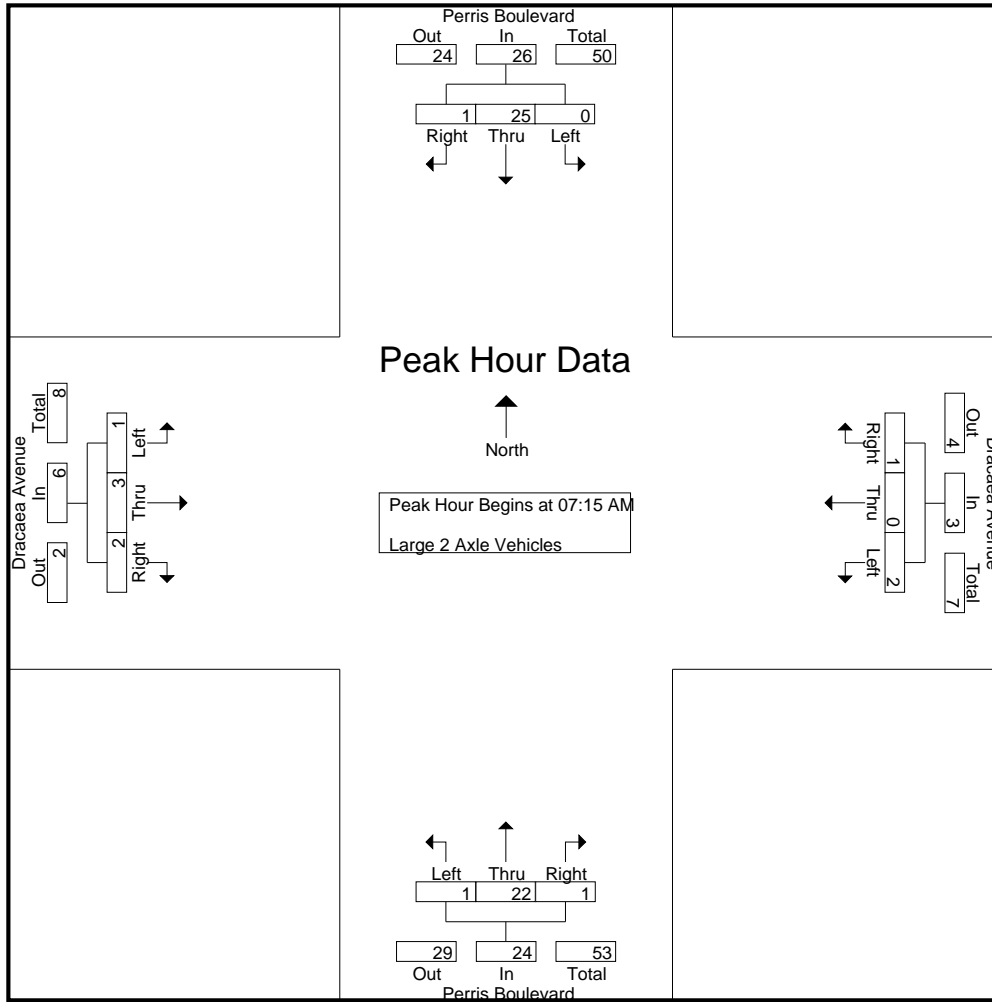 Perris Boulevard
Out In Total
24 26 50
1 25 0
Right Thru Left
Peak Hour Data
North
Peak Hour Begins at 07:15 AM
Large 2 Axle Vehicles
Dracaea Avenue
Out In Total
2 6 8
Left Thru Right
1 3 2
Dracaea Avenue
Out In Total
4 3 7
Right Thru Left
1 0 2
Left Thru Right
1 22 1
29 24 53
Out In Total
Perris Boulevard